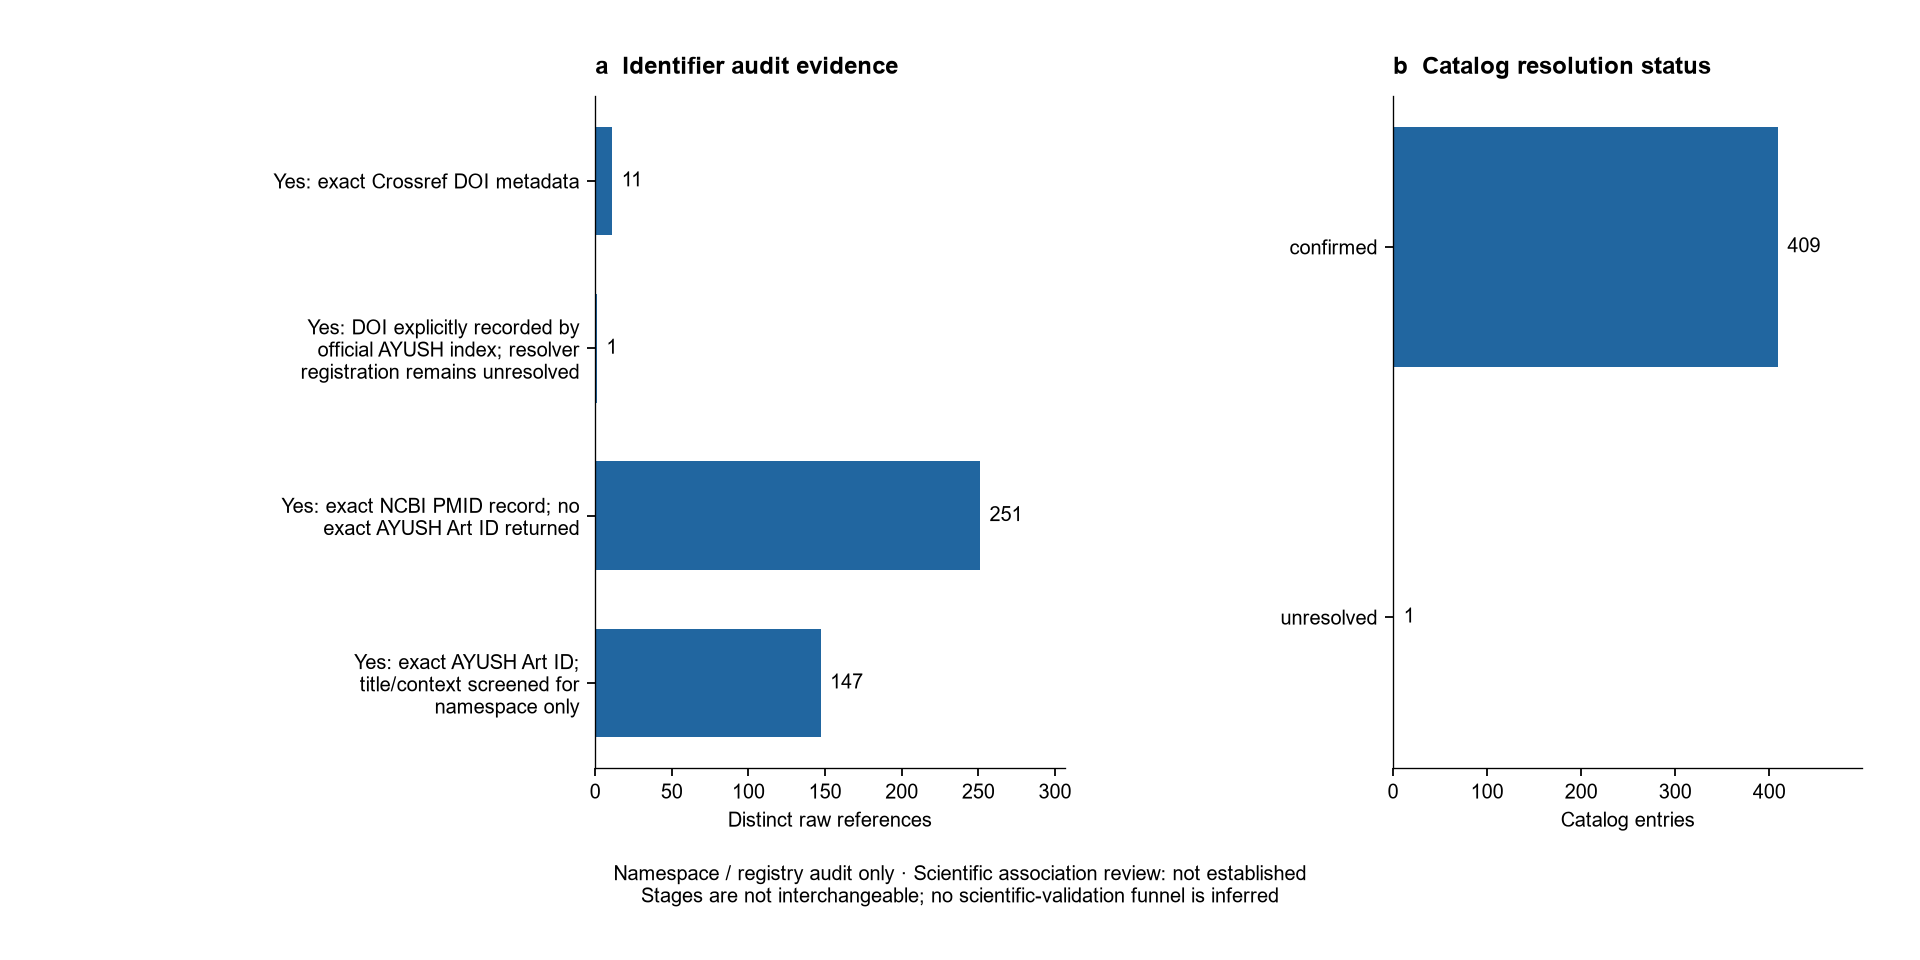 a Identifier audit evidence
Yes: exact Crossref DOI metadata
11
Yes: DOI explicitly recorded by
official AYUSH index; resolver
registration remains unresolved
1
Yes: exact NCBI PMID record; no
exact AYUSH Art ID returned
251
Yes: exact AYUSH Art ID;
title/context screened for
namespace only
147
0 50 100 150 200 250 300
Distinct raw references
b Catalog resolution status
confirmed
409
unresolved
1
0 100 200 300 400
Catalog entries
Namespace / registry audit only · Scientific association review: not established
Stages are not interchangeable; no scientific-validation funnel is inferred